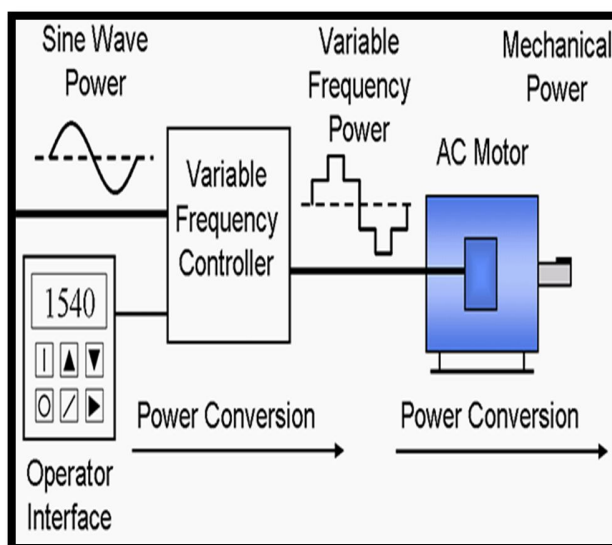 Sine Wave
Power
Variable
Frequency
Power
Mechanical
Power
AC Motor
Variable
Frequency
Controller
1540
Power Conversion
Power Conversion
Operator
Interface